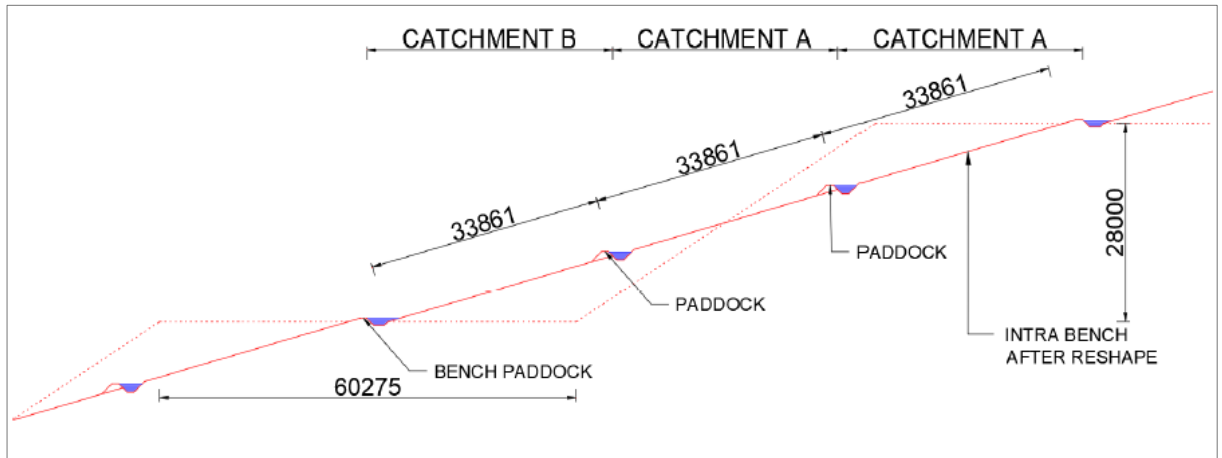 CATCHMENT B
CATCHMENT A
CATCHMENT A
33861
33861
33861
28000
PADDOCK
PADDOCK
INTRA BENCH
AFTER RESHAPE
BENCH PADDOCK
60275